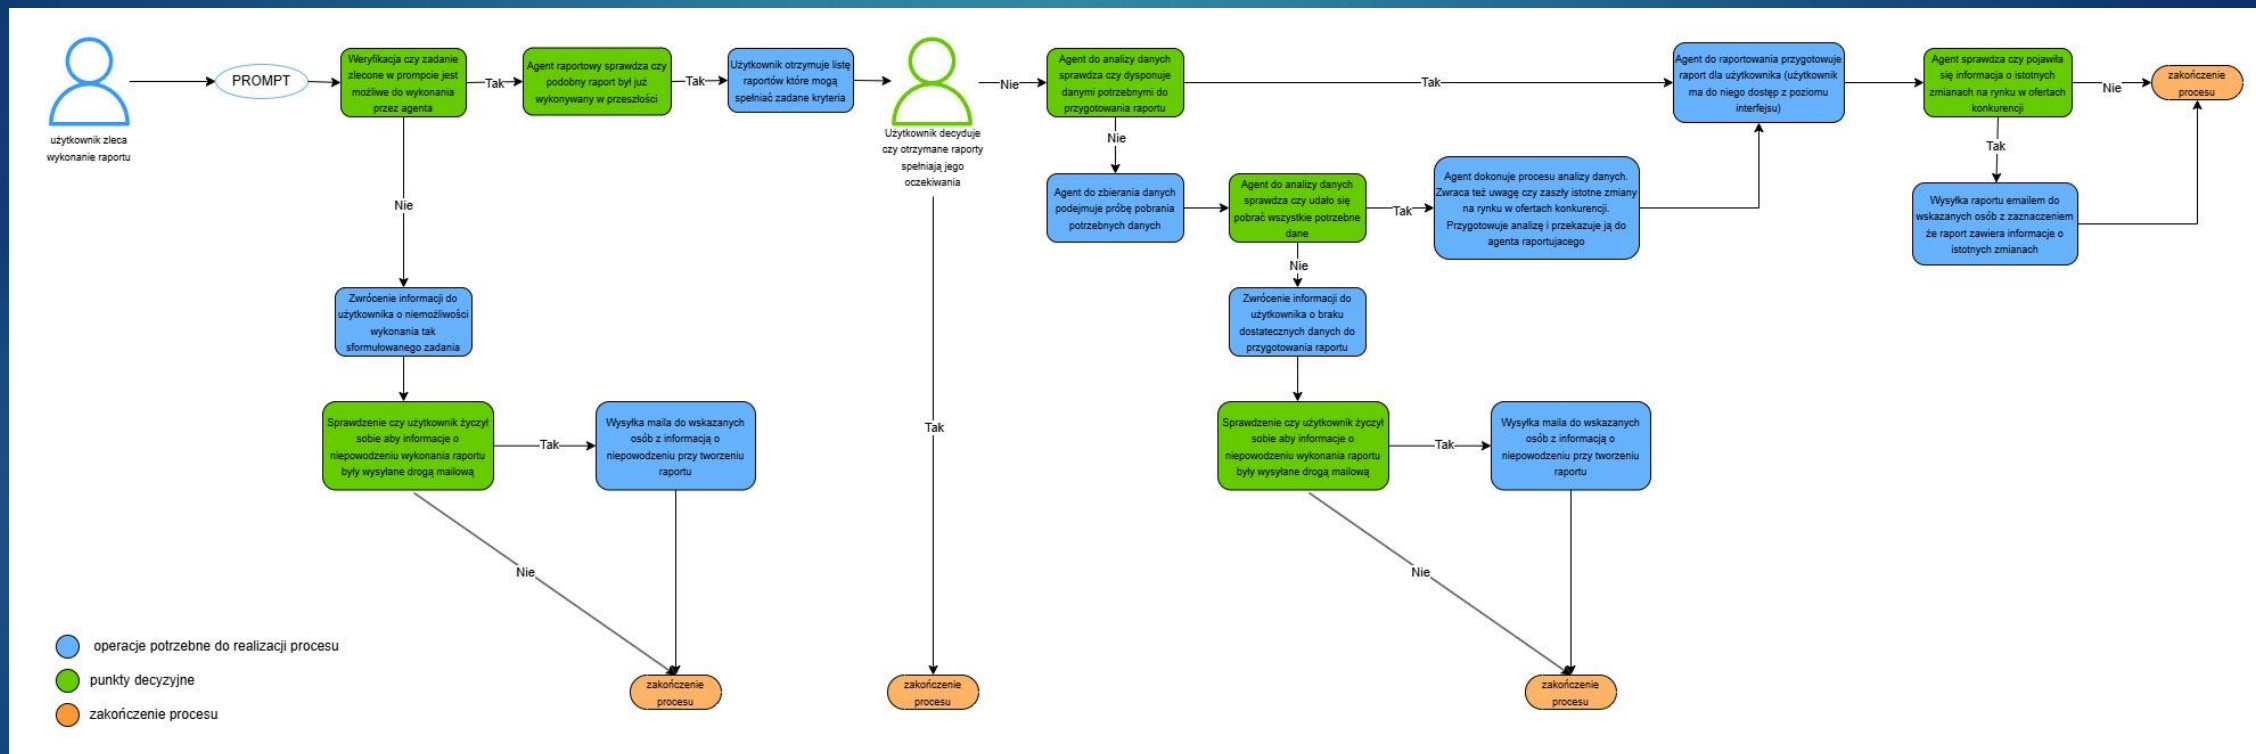 użytkownik zleca
wykonanie raportu
PROMPT
Weryfikacja czy zadanie
zlecone w prompcie jest
możliwe do wykonania
przez agenta
Tak
Agent raportowy sprawdza czy
podobny raport był już
wykonywany w przeszłości
Tak
Użytkownik otrzymuje listę
raportów które mogą
spełniać zadane kryteria
Użytkownik decyduje
czy otrzymane raporty
spełniają jego
oczekiwania
Nie
Agent do analizy danych
sprawdza czy dysponuje
danymi potrzebnymi do
przygotowania raportu
Tak
Agent do raportowania przygotowuje
raport dla użytkownika (użytkownik
ma do niego dostęp z poziomu
interfejsu)
Agent sprawdza czy pojawiła
się informacja o istotnych
zmianach na rynku w ofertach
konkurencji
Nie
zakończenie
procesu
Nie
Tak
Agent do zbierania danych
podejmuje próbę pobrania
potrzebnych danych
Agent do analizy danych
sprawdza czy udało się
pobrać wszystkie potrzebne
dane
Tak
Agent dokonuje procesu analizy danych.
Zwraca też uwagę czy zaszły istotne zmiany
na rynku w ofertach konkurencji.
Przygotowuje analizę i przekazuje ją do
agenta raportujacego
Wysyłka raportu emailem do
wskazanych osób z zaznaczeniem
że raport zawiera informacje o
istotnych zmianach
Nie
Nie
Zwrócenie informacji do
użytkownika o niemożliwości
wykonania tak
sformułowanego zadania
Zwrócenie informacji do
użytkownika o braku
dostatecznych danych do
przygotowania raportu
Sprawdzenie czy użytkownik życzył
sobie aby informacje o
niepowodzeniu wykonania raportu
były wysyłane drogą mailową
Tak
Wysyłka maila do wskazanych
osób z informacją o
niepowodzeniu przy tworzeniu
raportu
Tak
Sprawdzenie czy użytkownik życzył
sobie aby informacje o
niepowodzeniu wykonania raportu
były wysyłane drogą mailową
Tak
Wysyłka maila do wskazanych
osób z informacją o
niepowodzeniu przy tworzeniu
raportu
Nie
Nie
operacje potrzebne do realizacji procesu
punkty decyzyjne
zakończenie procesu
zakończenie
procesu
zakończenie
procesu
zakończenie
procesu